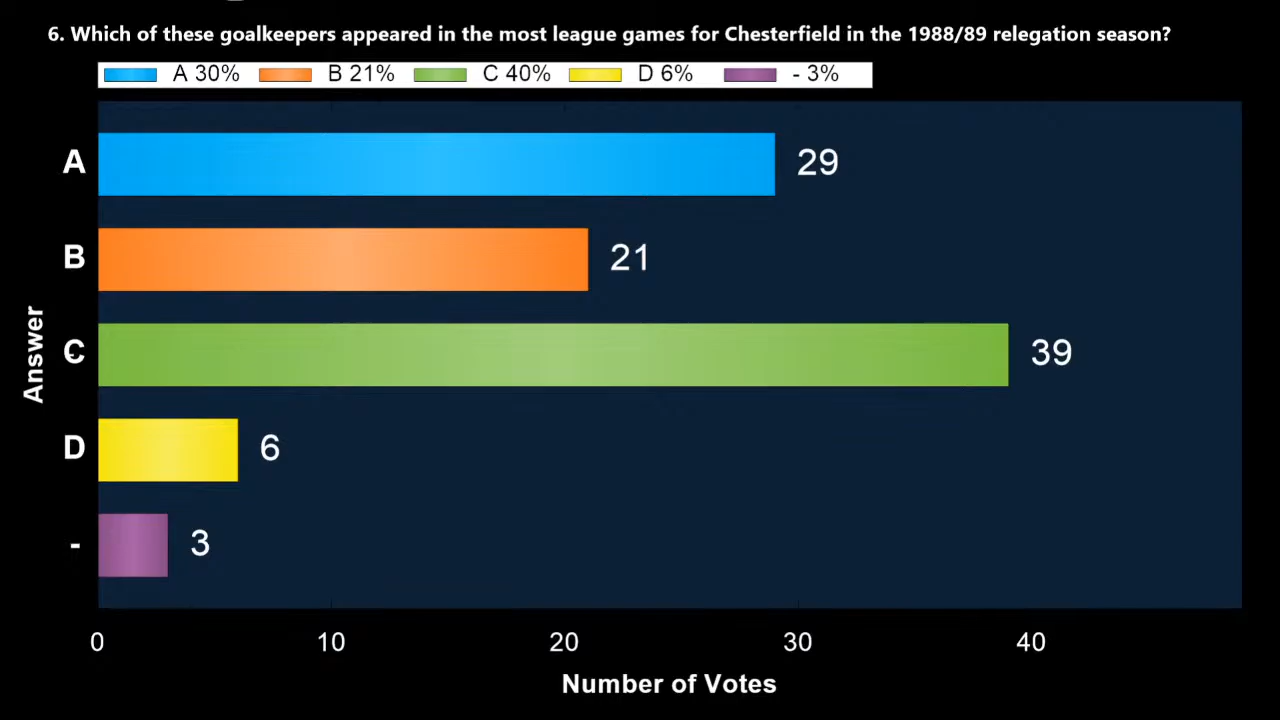 6. Which of these goalkeepers appeared in the most league games for Chesterfield in the 1988/89 relegation season?
A 30% B 21% C 40% D 6% - 3%
A 29
B 21
C 39
D 6
- 3
Answer
0 10 20 30 40
Number of Votes